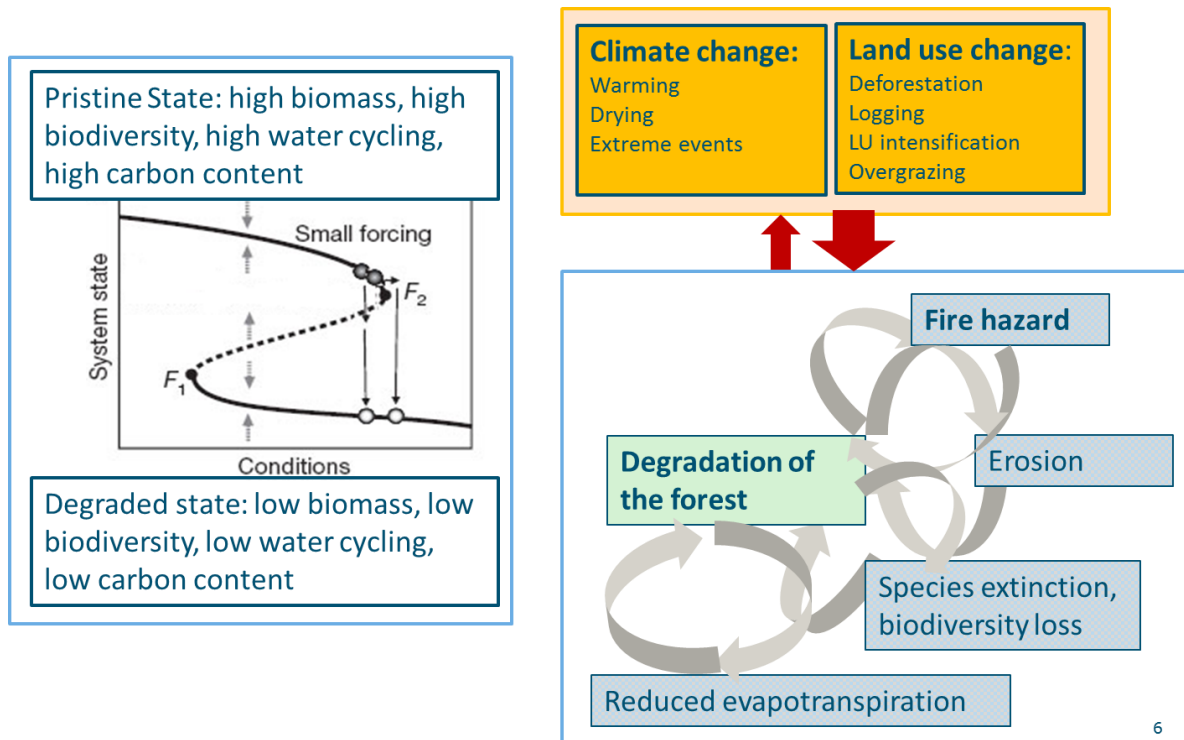 Pristine State: high biomass, high
biodiversity, high water cycling,
high carbon content
System state
Small forcing
F2
F1
Conditions
Degraded state: low biomass, low
biodiversity, low water cycling,
low carbon content
Climate change:
Warming
Drying
Extreme events
Land use change:
Deforestation
Logging
LU intensification
Overgrazing
Fire hazard
Degradation of
the forest
Erosion
Species extinction,
biodiversity loss
Reduced evapotranspiration
6